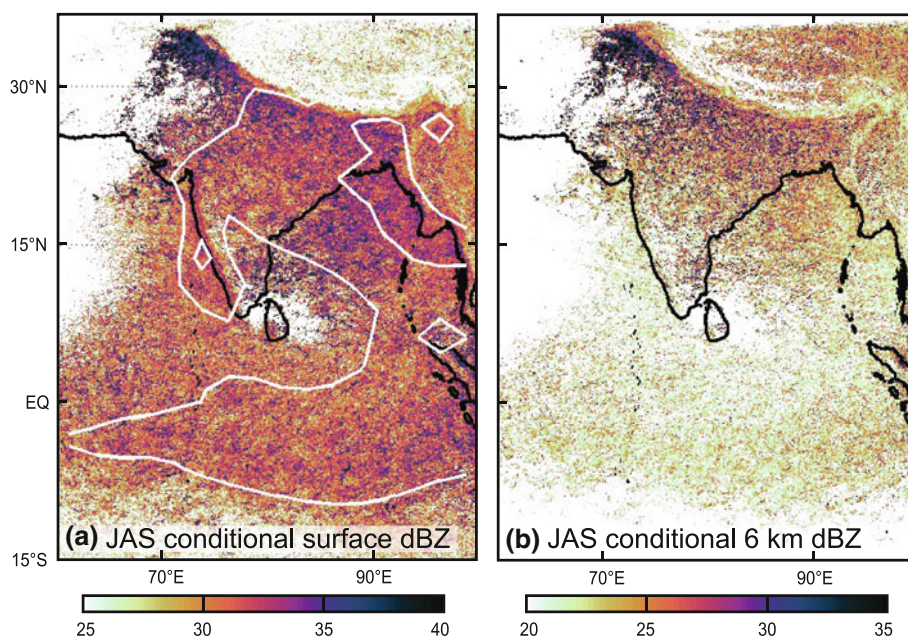 30°N
15°N
EQ
15°S
(a) JAS conditional surface dBZ
(b) JAS conditional 6 km dBZ
70°E 90°E 70°E 90°E
25 30 35 40 20 25 30 35